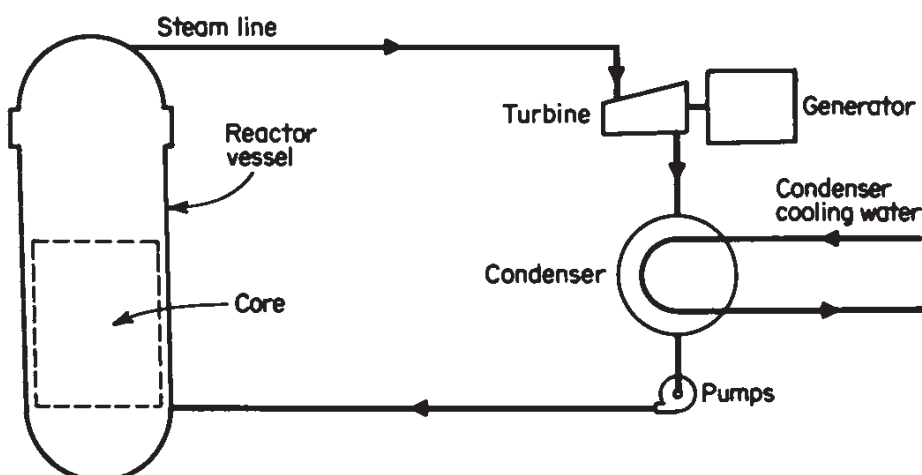 Steam line
Turbine
Generator
Reactor
vessel
Condenser
cooling water
Condenser
Core
Pumps